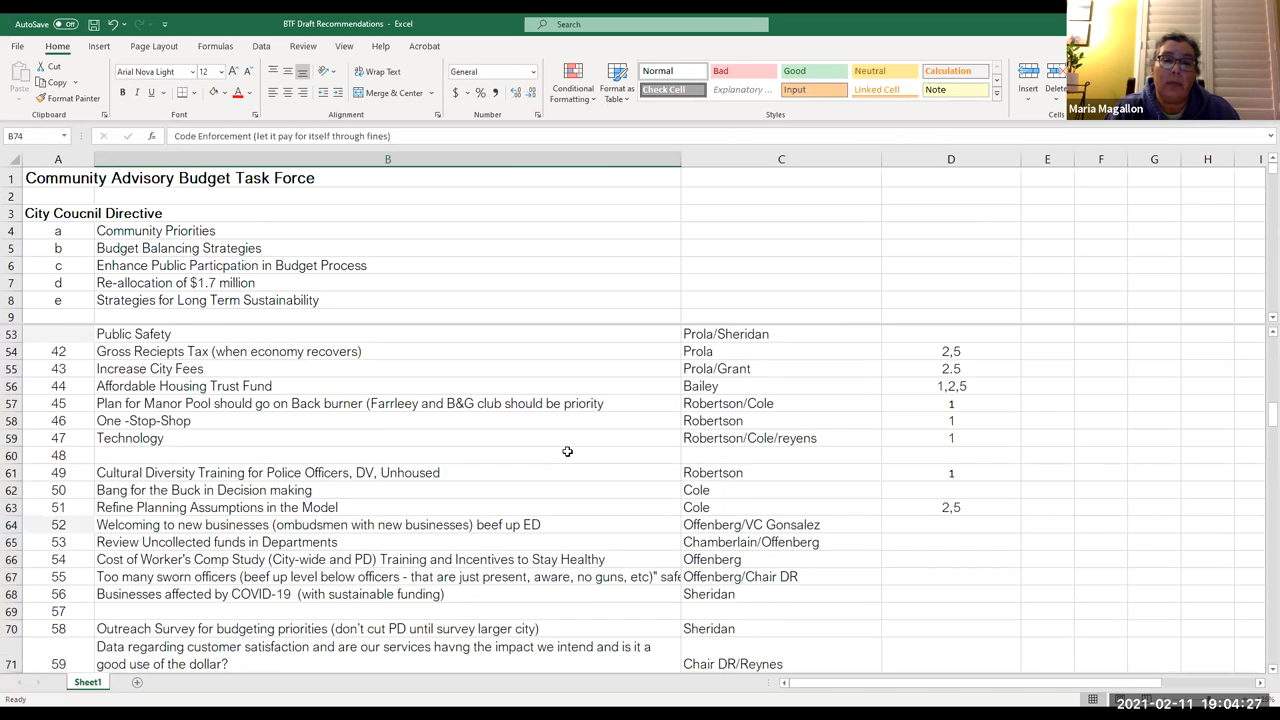 AutoSave Off BTF Draft Recommendations - Excel Search
File Home Insert Page Layout Formulas Data Review View Help Acrobat
Paste Cut Copy Format Painter Arial Nova Light 12 Wrap Text Merge & Center General Conditional Formatting Format as Table Normal Bad Good Neutral Calculation Check Cell Explanatory ... Input Linked Cell Note Insert Delete
Clipboard Font Alignment Number Styles Cells
Maria Magallon
B74 Code Enforcement (let it pay for itself through fines)
A B C D E F G H I
1 Community Advisory Budget Task Force
2
3 City Coucnil Directive
4 a Community Priorities
5 b Budget Balancing Strategies
6 c Enhance Public Particpation in Budget Process
7 d Re-allocation of $1.7 million
8 e Strategies for Long Term Sustainability
9
53 Public Safety Prola/Sheridan
54 42 Gross Reciepts Tax (when economy recovers) Prola 2,5
55 43 Increase City Fees Prola/Grant 2.5
56 44 Affordable Housing Trust Fund Bailey 1,2,5
57 45 Plan for Manor Pool should go on Back burner (Farrleey and B&G club should be priority Robertson/Cole 1
58 46 One -Stop-Shop Robertson 1
59 47 Technology Robertson/Cole/reyens 1
60 48
61 49 Cultural Diversity Training for Police Officers, DV, Unhoused Robertson 1
62 50 Bang for the Buck in Decision making Cole
63 51 Refine Planning Assumptions in the Model Cole 2,5
64 52 Welcoming to new businesses (ombudsmen with new businesses) beef up ED Offenberg/VC Gonsalez
65 53 Review Uncollected funds in Departments Chamberlain/Offenberg
66 54 Cost of Worker's Comp Study (City-wide and PD) Training and Incentives to Stay Healthy Offenberg
67 55 Too many sworn officers (beef up level below officers - that are just present, aware, no guns, etc)" safe Offenberg/Chair DR
68 56 Businesses affected by COVID-19 (with sustainable funding) Sheridan
69 57
70 58 Outreach Survey for budgeting priorities (don't cut PD until survey larger city) Sheridan
Data regarding customer satisfaction and are our services havng the impact we intend and is it a
71 59 good use of the dollar? Chair DR/Reynes
Sheet1
Ready
2021-02-11 19:04:27